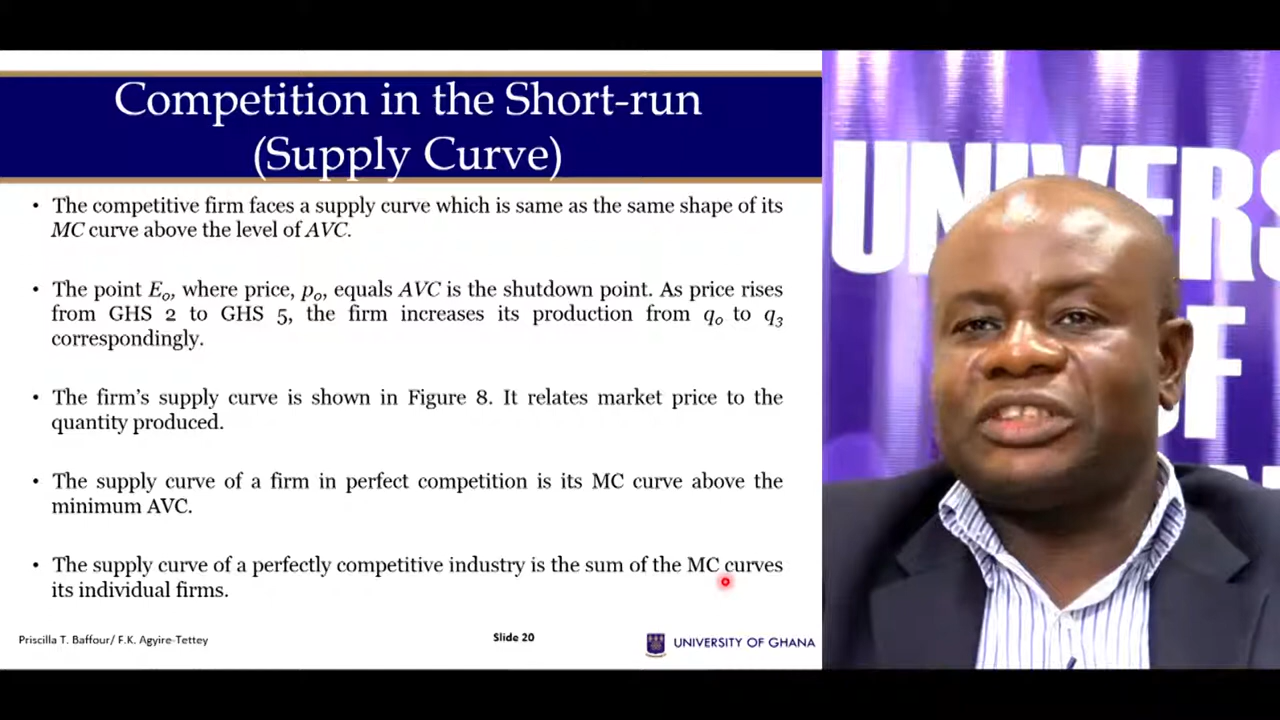 Competition in the Short-run
(Supply Curve)
• The competitive firm faces a supply curve which is same as the same shape of its
MC curve above the level of AVC.
• The point E₀, where price, p₀, equals AVC is the shutdown point. As price rises
from GHS 2 to GHS 5, the firm increases its production from q₀ to q₃
correspondingly.
• The firm's supply curve is shown in Figure 8. It relates market price to the
quantity produced.
• The supply curve of a firm in perfect competition is its MC curve above the
minimum AVC.
• The supply curve of a perfectly competitive industry is the sum of the MC curves
its individual firms.
Priscilla T. Baffour/ F.K. Agyire-Tettey
Slide 20
UNIVERSITY OF GHANA
UNIVERS
OF